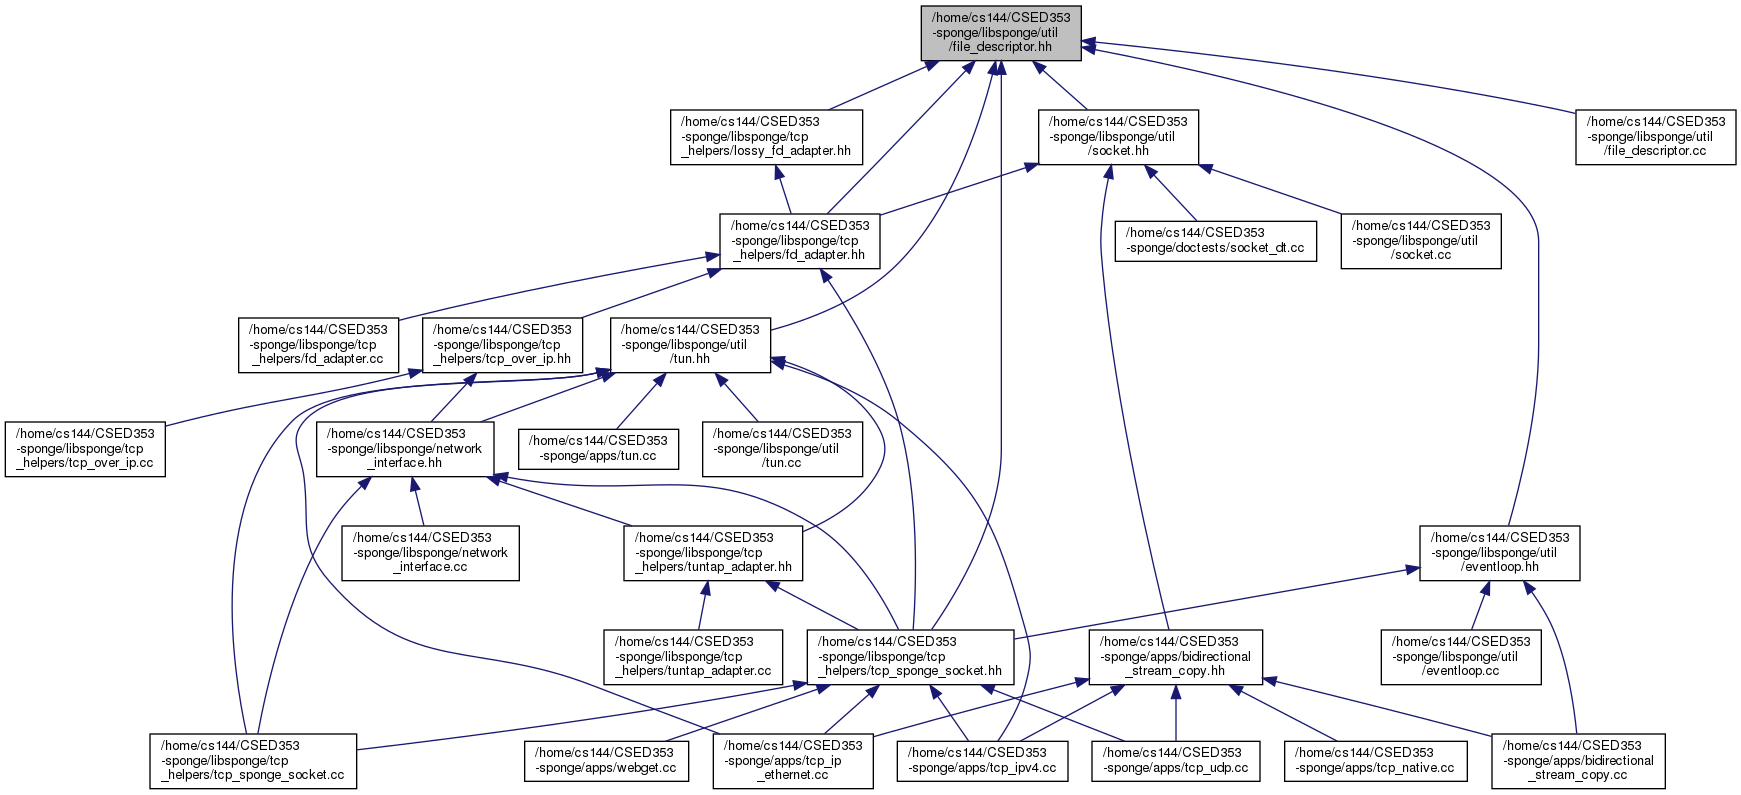 /home/cs144/CSED353
-sponge/libsponge/util
/file_descriptor.hh
/home/cs144/CSED353
-sponge/libsponge/tcp
_helpers/lossy_fd_adapter.hh
/home/cs144/CSED353
-sponge/libsponge/util
/socket.hh
/home/cs144/CSED353
-sponge/libsponge/util
/file_descriptor.cc
/home/cs144/CSED353
-sponge/libsponge/tcp
_helpers/fd_adapter.hh
/home/cs144/CSED353
-sponge/doctests/socket_dt.cc
/home/cs144/CSED353
-sponge/libsponge/util
/socket.cc
/home/cs144/CSED353
-sponge/libsponge/tcp
_helpers/fd_adapter.cc
/home/cs144/CSED353
-sponge/libsponge/tcp
_helpers/tcp_over_ip.hh
/home/cs144/CSED353
-sponge/libsponge/util
/tun.hh
/home/cs144/CSED353
-sponge/libsponge/tcp
_helpers/tcp_over_ip.cc
/home/cs144/CSED353
-sponge/libsponge/network
_interface.hh
/home/cs144/CSED353
-sponge/apps/tun.cc
/home/cs144/CSED353
-sponge/libsponge/util
/tun.cc
/home/cs144/CSED353
-sponge/libsponge/network
_interface.cc
/home/cs144/CSED353
-sponge/libsponge/tcp
_helpers/tuntap_adapter.hh
/home/cs144/CSED353
-sponge/libsponge/util
/eventloop.hh
/home/cs144/CSED353
-sponge/libsponge/tcp
_helpers/tuntap_adapter.cc
/home/cs144/CSED353
-sponge/libsponge/tcp
_helpers/tcp_sponge_socket.hh
/home/cs144/CSED353
-sponge/apps/bidirectional
_stream_copy.hh
/home/cs144/CSED353
-sponge/libsponge/util
/eventloop.cc
/home/cs144/CSED353
-sponge/libsponge/tcp
_helpers/tcp_sponge_socket.cc
/home/cs144/CSED353
-sponge/apps/webget.cc
/home/cs144/CSED353
-sponge/apps/tcp_ip
_ethernet.cc
/home/cs144/CSED353
-sponge/apps/tcp_ipv4.cc
/home/cs144/CSED353
-sponge/apps/tcp_udp.cc
/home/cs144/CSED353
-sponge/apps/tcp_native.cc
/home/cs144/CSED353
-sponge/apps/bidirectional
_stream_copy.cc